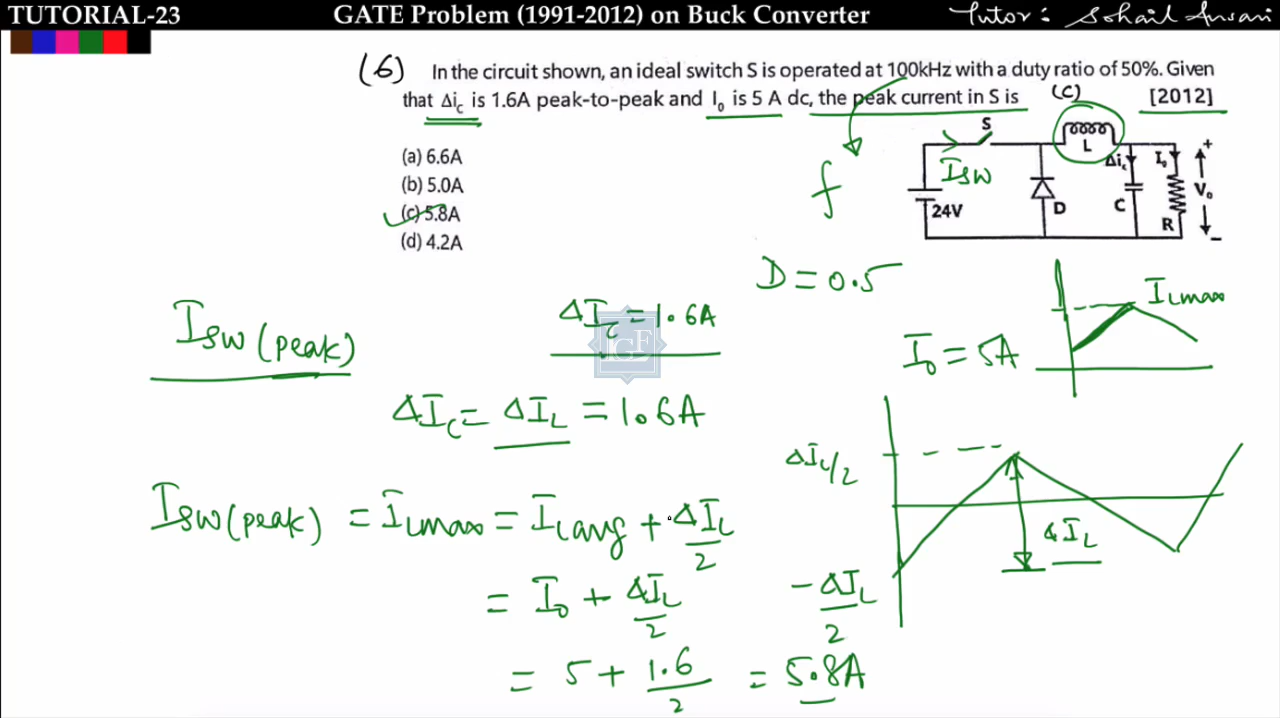 TUTORIAL-23 GATE Problem (1991-2012) on Buck Converter Tutor: Sohail Ansari
(6) In the circuit shown, an ideal switch S is operated at 100kHz with a duty ratio of 50%. Given
that Δic is 1.6A peak-to-peak and I0 is 5 A dc, the peak current in S is (C) [2012]
(a) 6.6A
(b) 5.0A
(c) 5.8A
(d) 4.2A
f
S
L
Isw
Δic
I0
+
V0
-
24V
D
C
R
D = 0.5
Isw (peak)
ΔIc = 1.6A
IGF
I0 = 5A
ILmax
ΔIc = ΔIL = 1.6A
ΔIL/2
Isw(peak) = ILmax = ILavg + ΔIL/2
ΔIL
= I0 + ΔIL/2
-ΔIL/2
= 5 + 1.6/2 = 5.8A